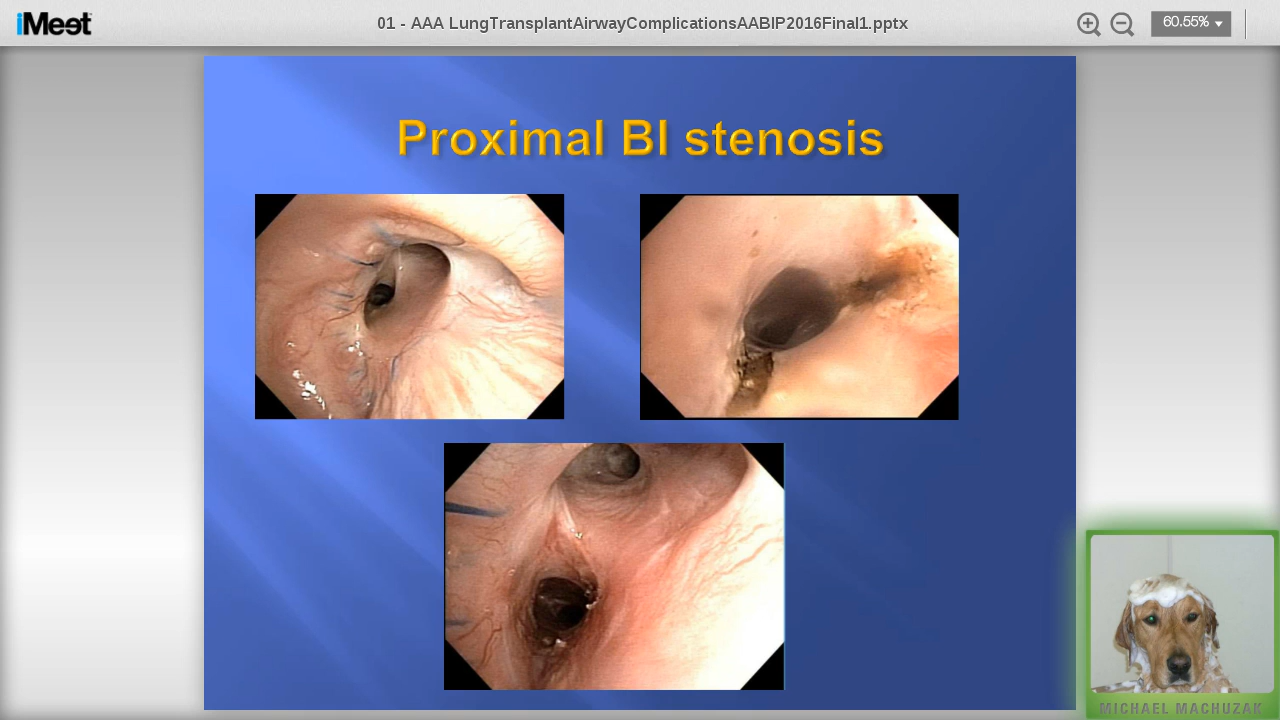 iMeet
01 - AAA LungTransplantAirwayComplicationsAABIP2016Final1.pptx
60.55%
Proximal BI stenosis
MICHAEL MACHUZAK